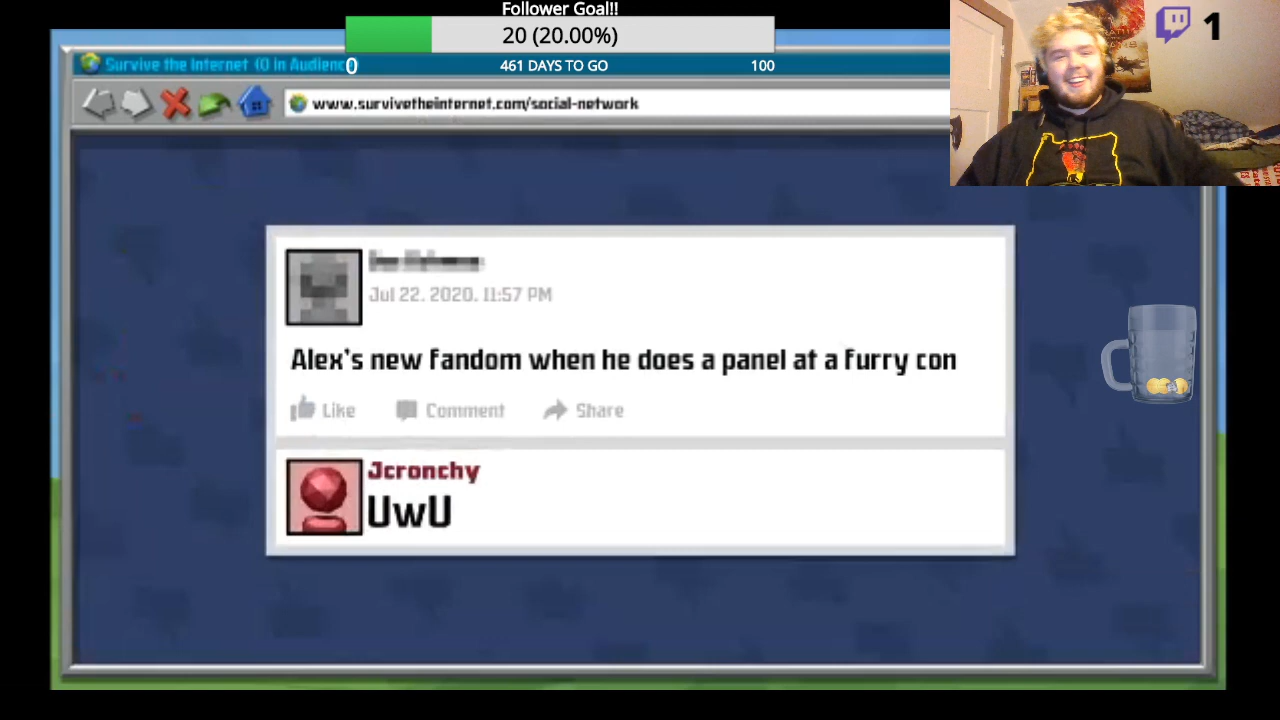 Follower Goal!!
20 (20.00%)
1
Survive the Internet (0 in Audienc
0
461 DAYS TO GO
100
www.survivetheinternet.com/social-network
Jul 22, 2020, 11:57 PM
Alex's new fandom when he does a panel at a furry con
Like
Comment
Share
Jcronchy
UwU